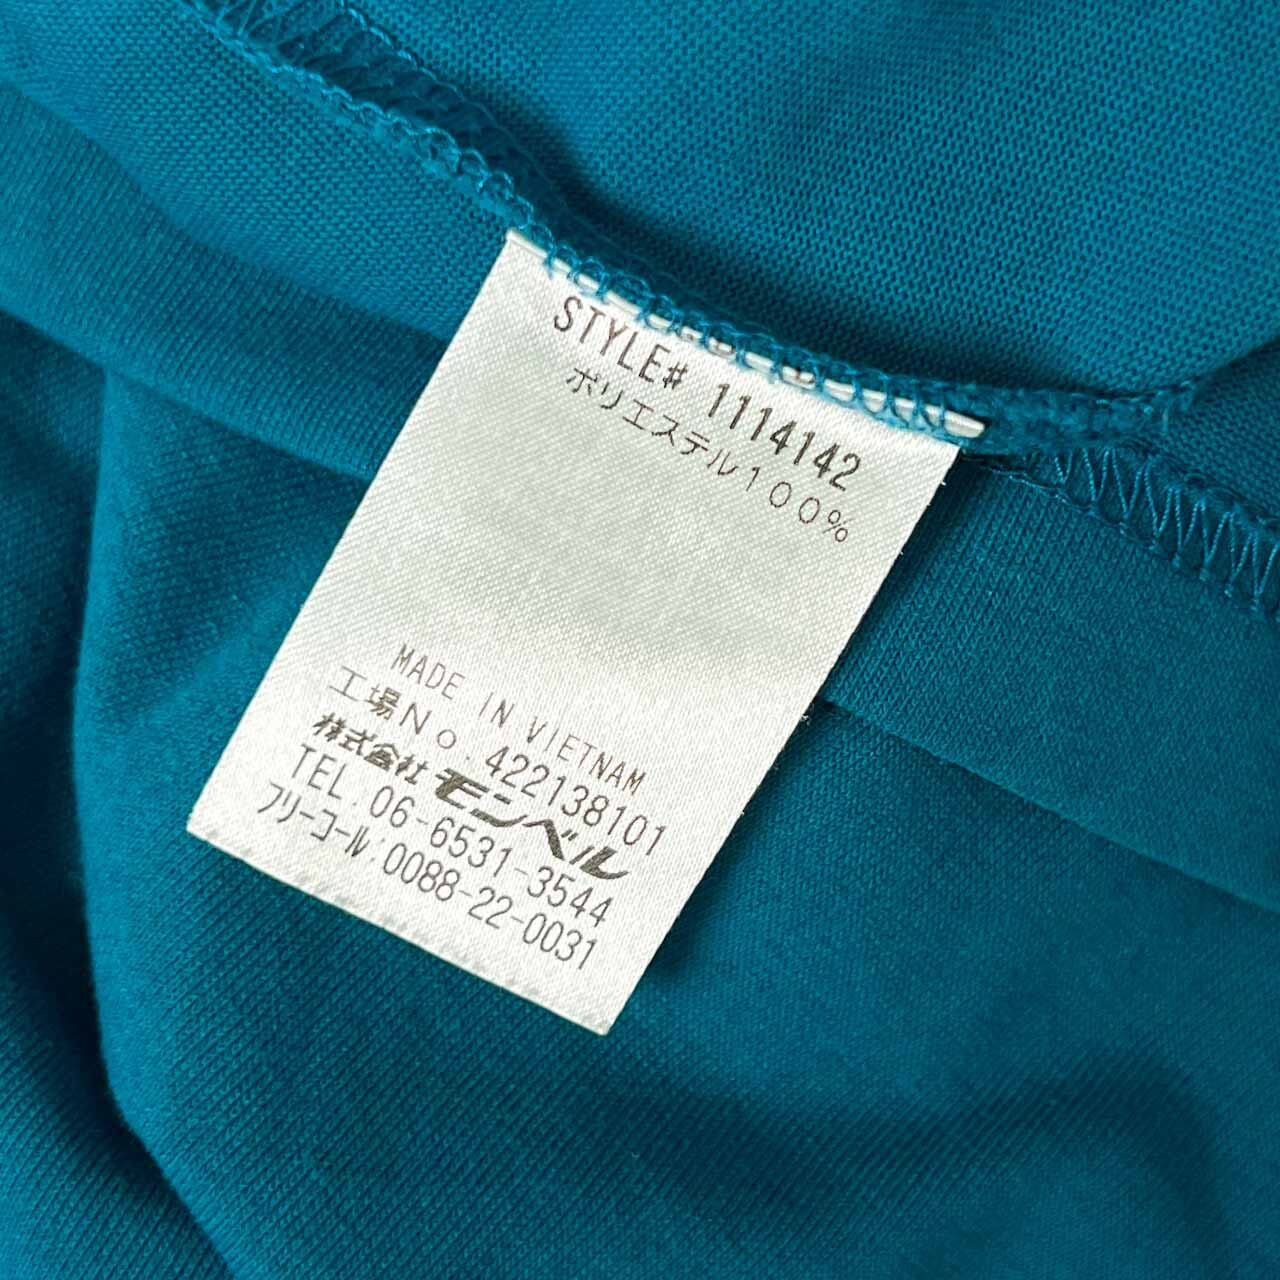 STYLE# 1114142
ポリエステル100%
MADE IN VIETNAM
工場No.422138101
株式会社モンベル
TEL.06-6531-3544
フリーコール.0088-22-0031